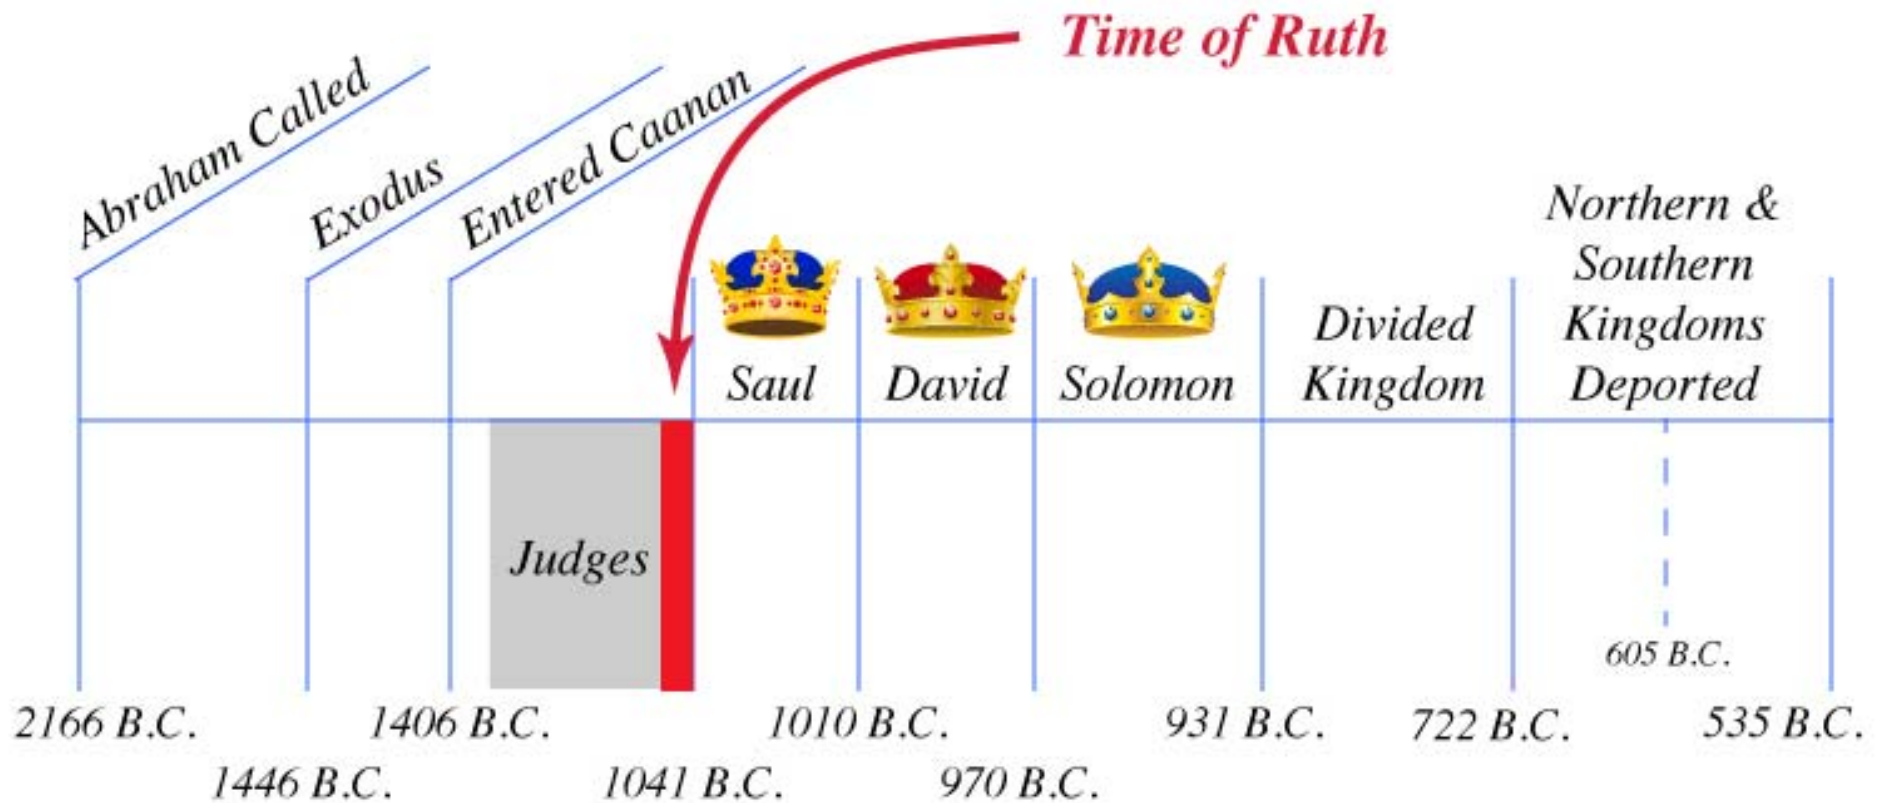 Time of Ruth
Abraham Called
Exodus
Entered Caanan
Saul
David
Solomon
Divided
Kingdom
Northern &
Southern
Kingdoms
Deported
Judges
605 B.C.
2166 B.C.
1406 B.C.
1010 B.C.
931 B.C.
722 B.C.
535 B.C.
1446 B.C.
1041 B.C.
970 B.C.